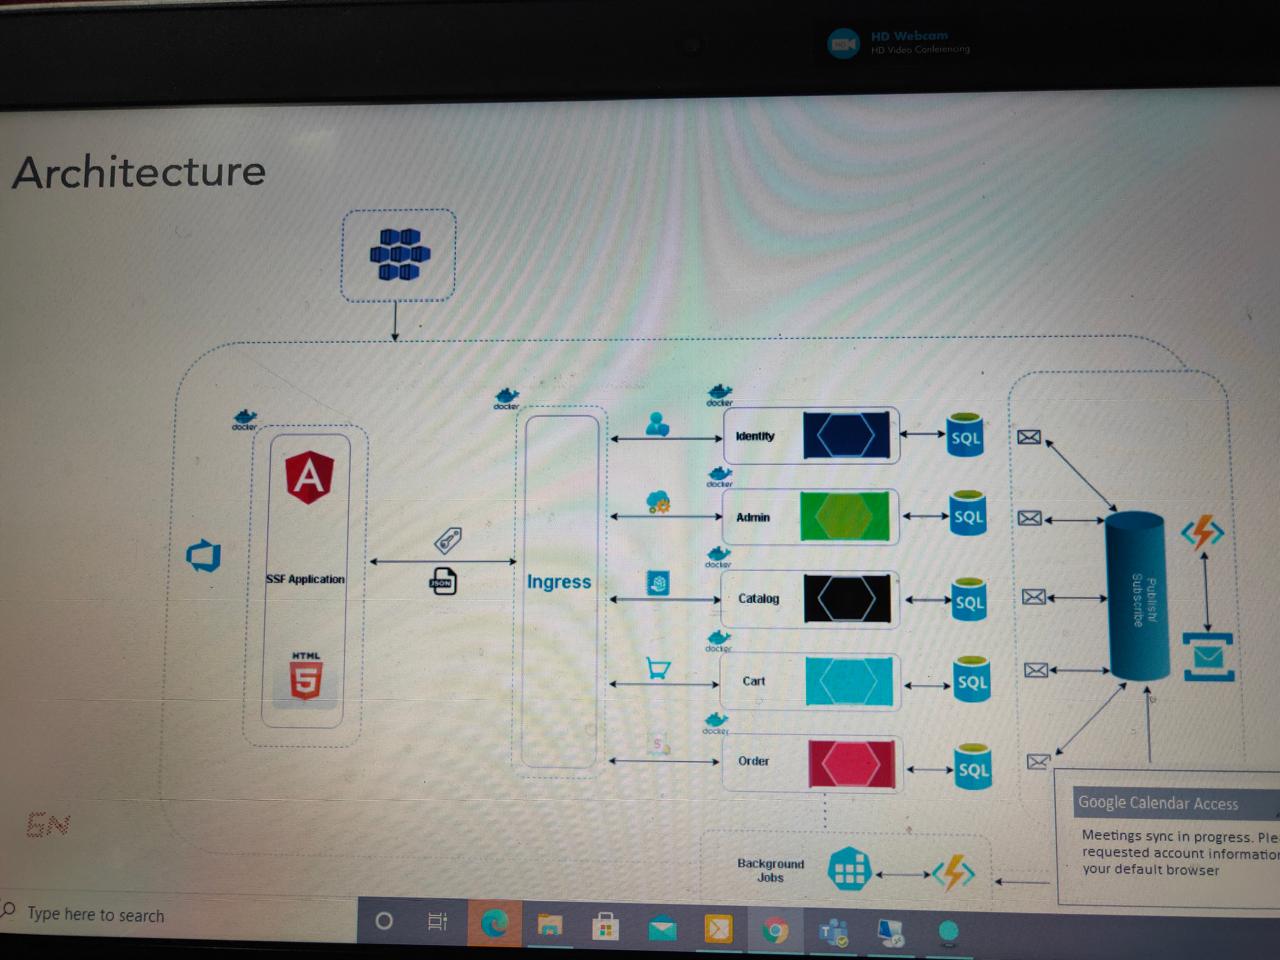 HD Webcam
HD Video Conferencing
Architecture
docker
docker
docker
Identity
SQL
docker
Admin
SQL
docker
JSON
SSF Application
Ingress
Catalog
SQL
Publish/
Subscribe
docker
HTML
5
Cart
SQL
docker
Order
SQL
Google Calendar Access
Meetings sync in progress. Ple
requested account informatio
your default browser
Background
Jobs
Type here to search